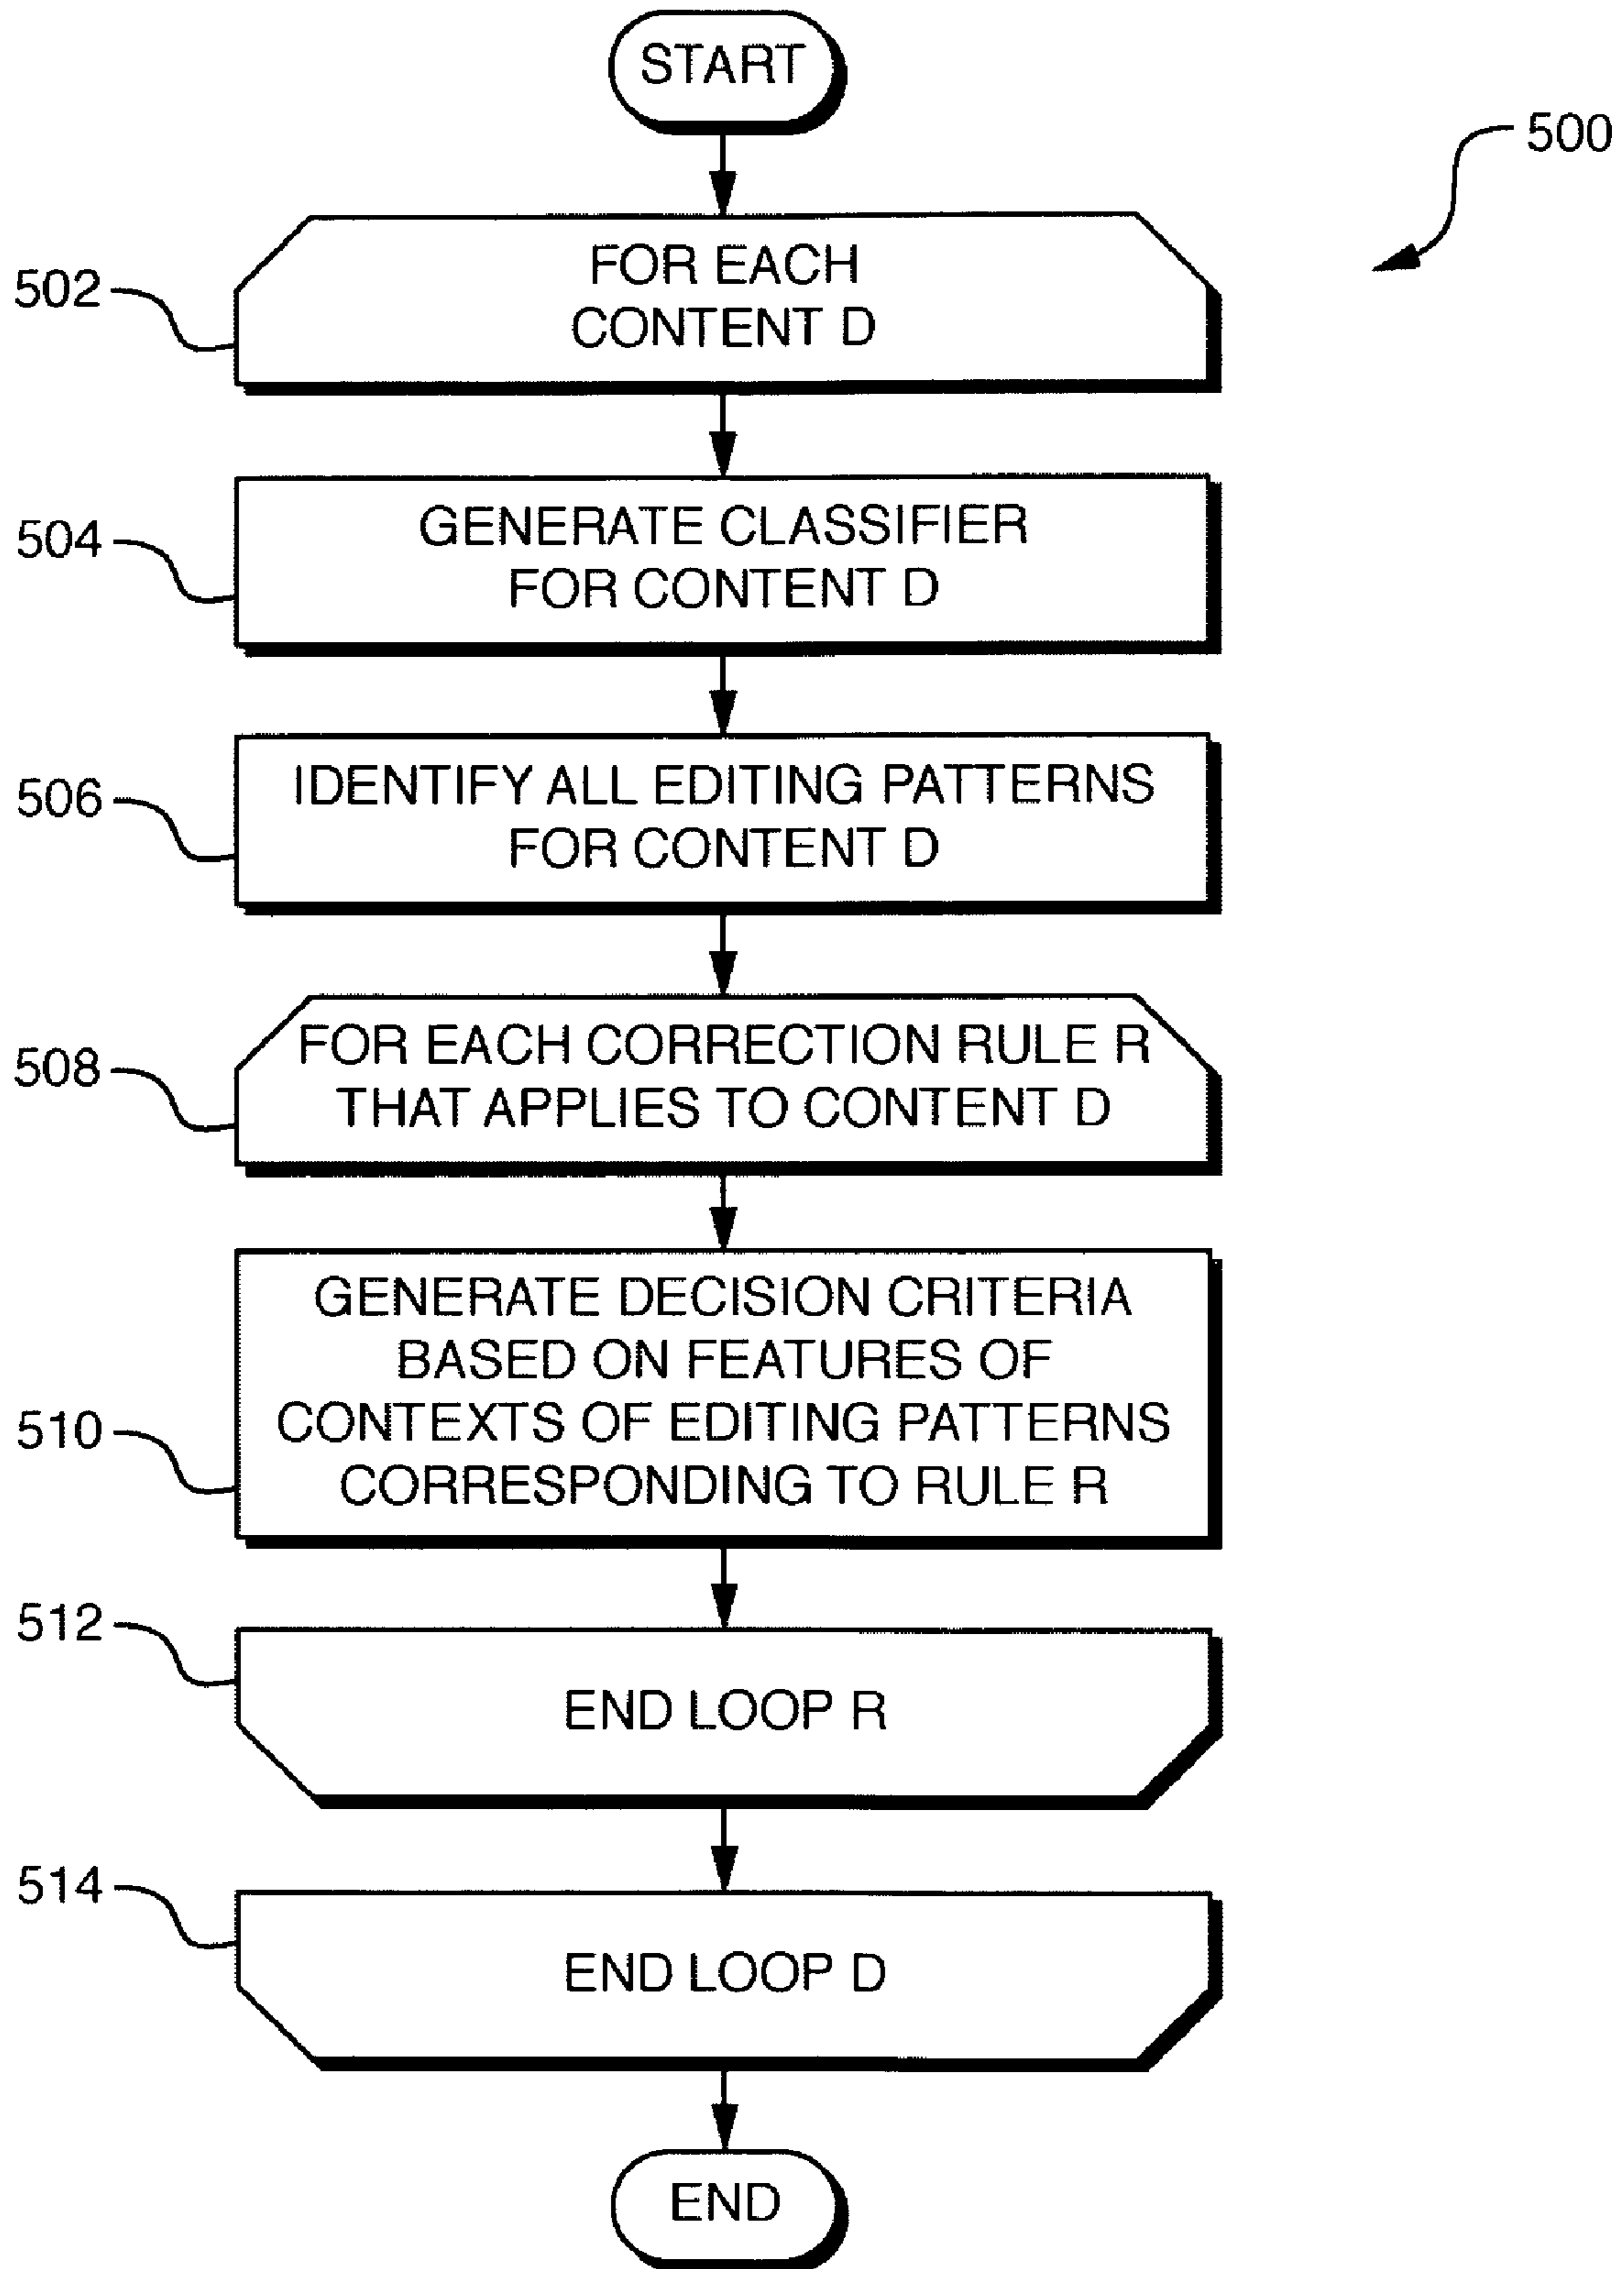 START
500
502
FOR EACH
CONTENT D
504
GENERATE CLASSIFIER
FOR CONTENT D
506
IDENTIFY ALL EDITING PATTERNS
FOR CONTENT D
508
FOR EACH CORRECTION RULE R
THAT APPLIES TO CONTENT D
510
GENERATE DECISION CRITERIA
BASED ON FEATURES OF
CONTEXTS OF EDITING PATTERNS
CORRESPONDING TO RULE R
512
END LOOP R
514
END LOOP D
END